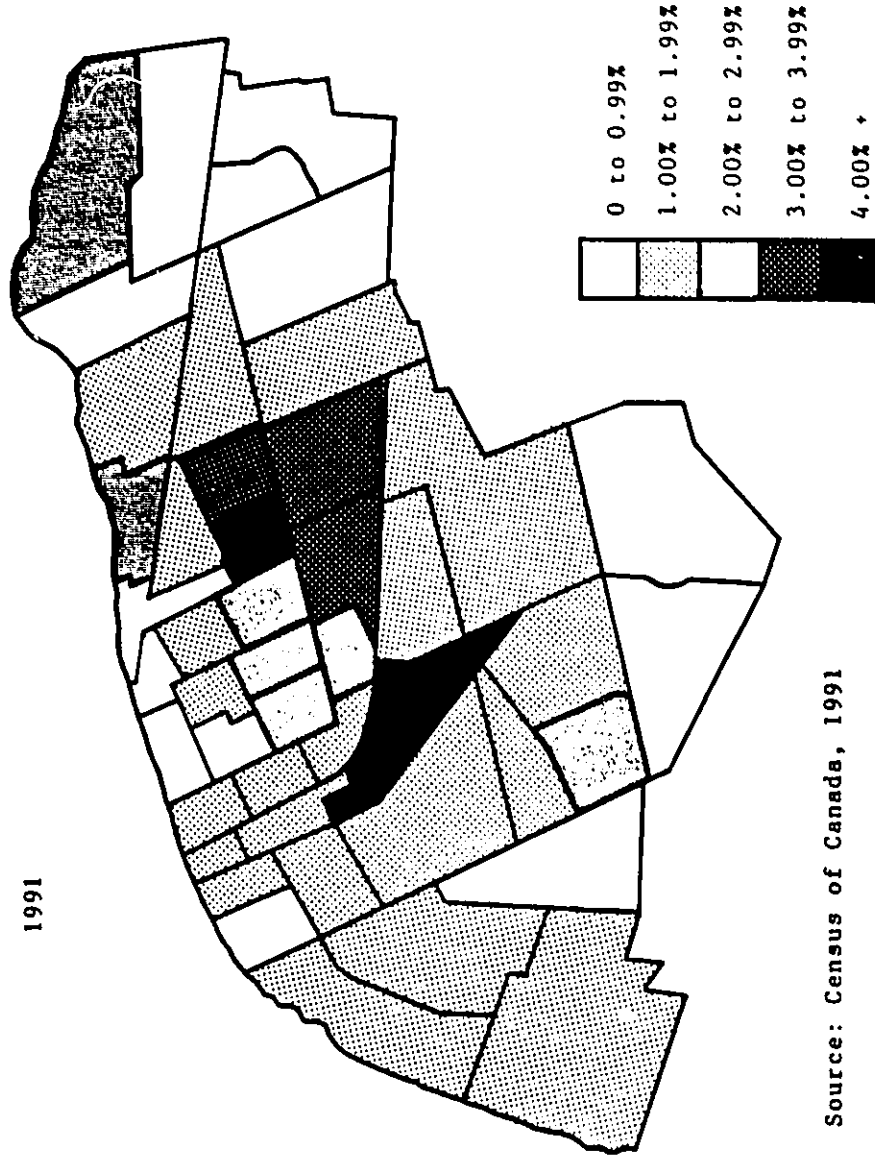 1991
0 to 0.99%
1.00% to 1.99%
2.00% to 2.99%
3.00% to 3.99%
4.00% +
Source: Census of Canada, 1991